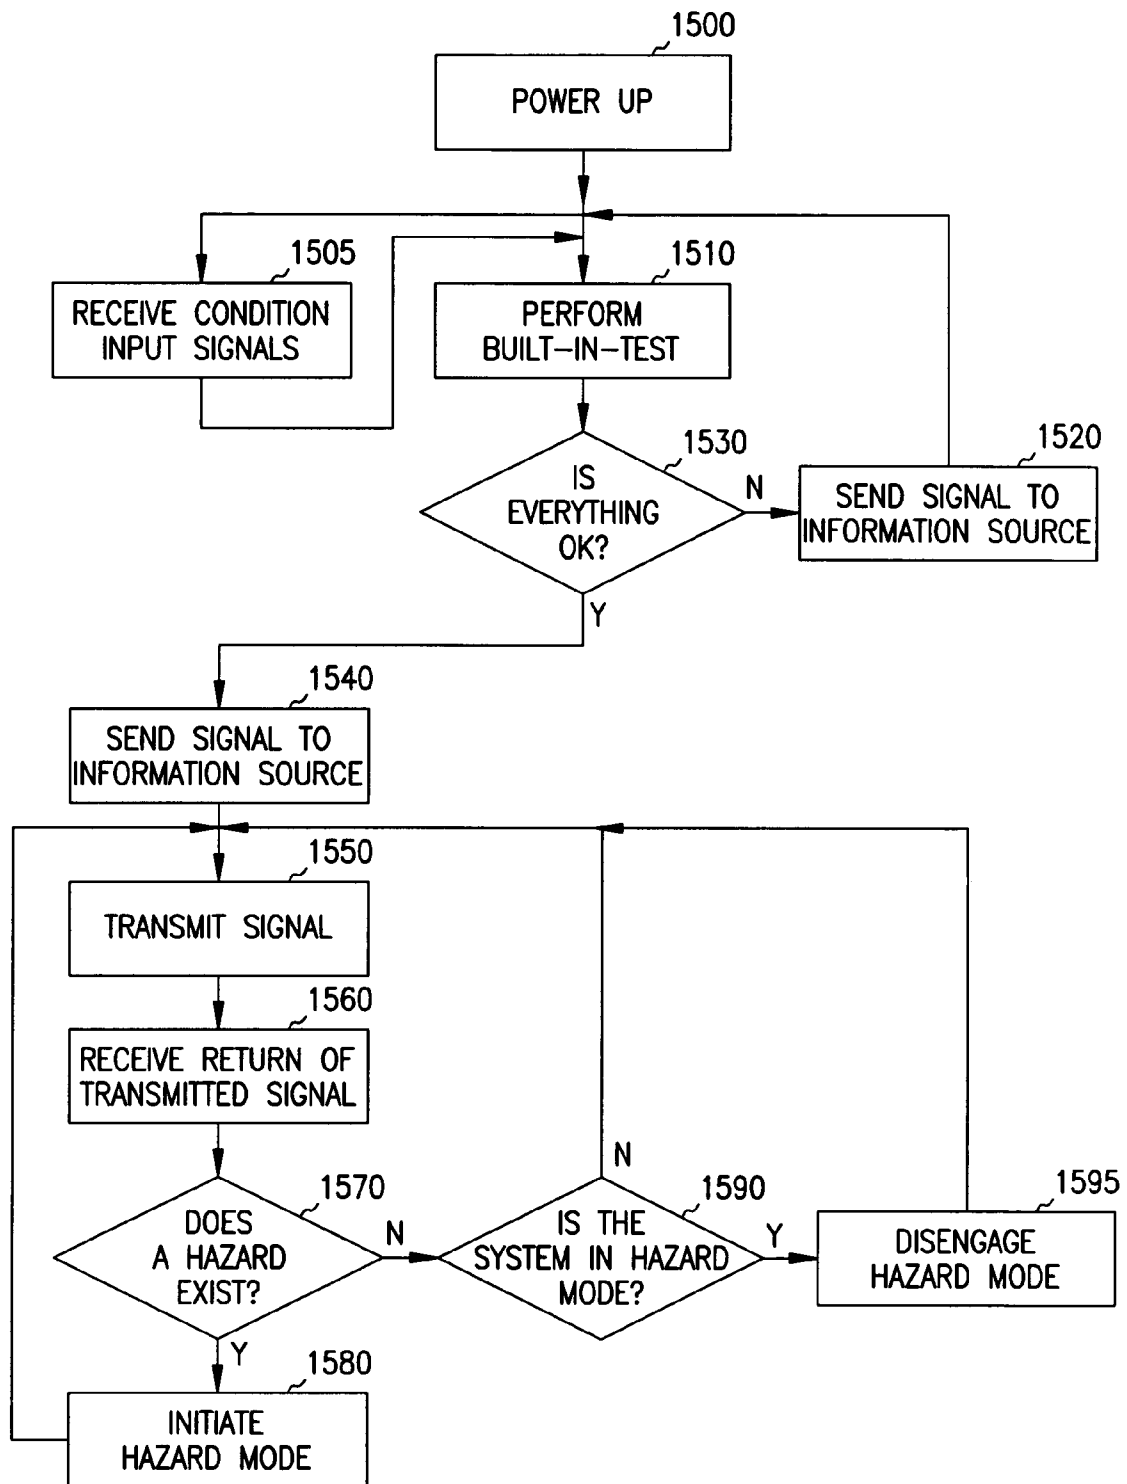 1500
POWER UP
1505
RECEIVE CONDITION
INPUT SIGNALS
1510
PERFORM
BUILT-IN-TEST
1530
IS
EVERYTHING
OK?
N
1520
SEND SIGNAL TO
INFORMATION SOURCE
Y
1540
SEND SIGNAL TO
INFORMATION SOURCE
1550
TRANSMIT SIGNAL
1560
RECEIVE RETURN OF
TRANSMITTED SIGNAL
1570
DOES
A HAZARD
EXIST?
N
N
1590
IS THE
SYSTEM IN HAZARD
MODE?
Y
1595
DISENGAGE
HAZARD MODE
Y
1580
INITIATE
HAZARD MODE